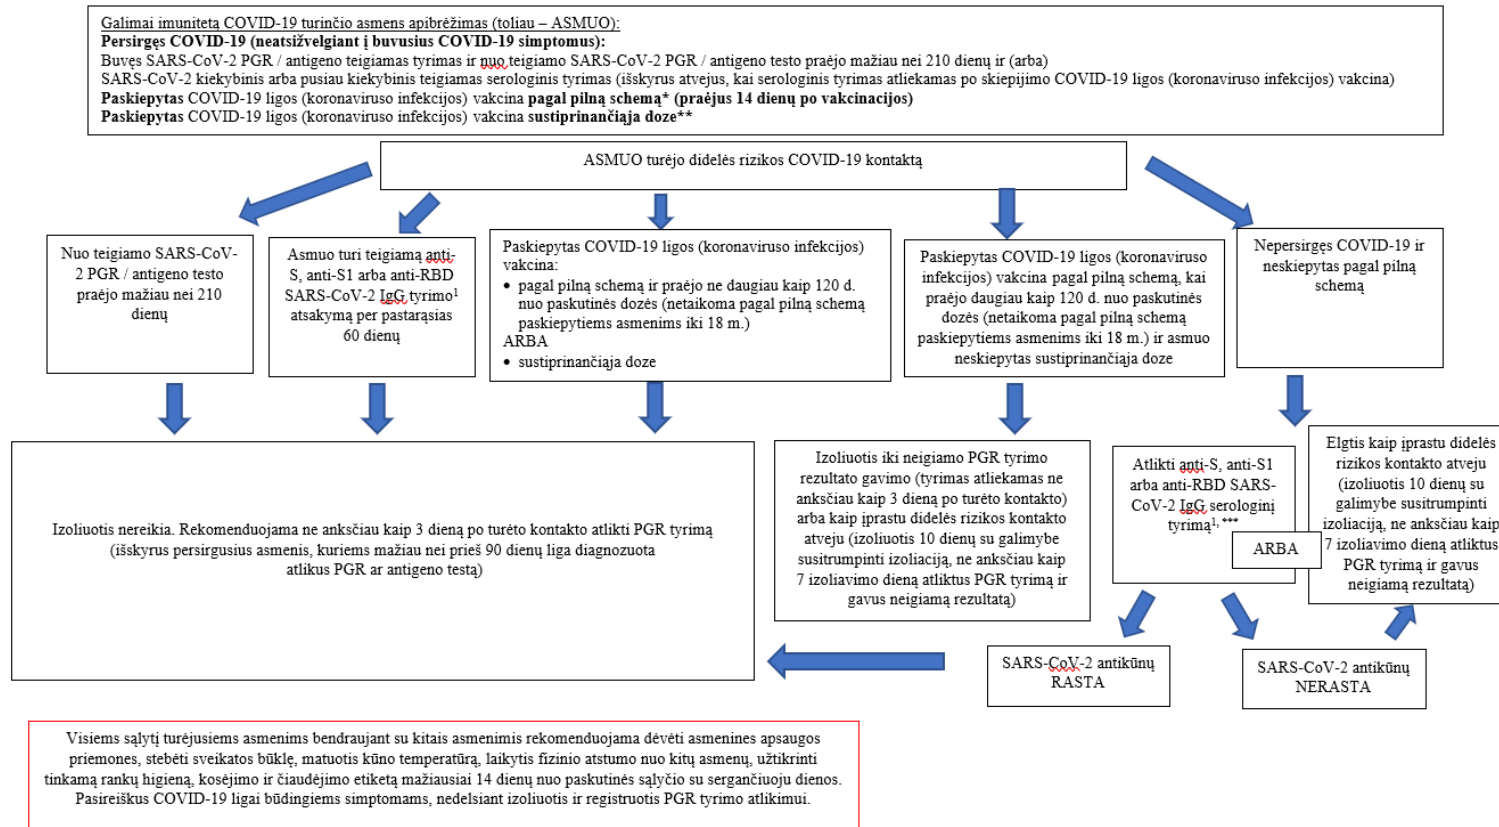 Galimai imunitetą COVID-19 turinčio asmens apibrėžimas (toliau – ASMUO):
Persirgęs COVID-19 (neatsižvelgiant į buvusius COVID-19 simptomus):
Buvęs SARS-CoV-2 PGR / antigeno teigiamas tyrimas ir nuo teigiamo SARS-CoV-2 PGR / antigeno testo praėjo mažiau nei 210 dienų ir (arba)
SARS-CoV-2 kiekybinis arba pusiau kiekybinis teigiamas serologinis tyrimas (išskyrus atvejus, kai serologinis tyrimas atliekamas po skiepijimo COVID-19 ligos (koronaviruso infekcijos) vakcina)
Paskiepytas COVID-19 ligos (koronaviruso infekcijos) vakcina pagal pilną schemą* (praėjus 14 dienų po vakcinacijos)
Paskiepytas COVID-19 ligos (koronaviruso infekcijos) vakcina sustiprinančiąja doze**
ASMUO turėjo didelės rizikos COVID-19 kontaktą
Nuo teigiamo SARS-CoV-
2 PGR / antigeno testo
praėjo mažiau nei 210
dienų
Asmuo turi teigiamą anti-
S, anti-S1 arba anti-RBD
SARS-CoV-2 IgG tyrimo¹
atsakymą per pastarąsias
60 dienų
Paskiepytas COVID-19 ligos (koronaviruso infekcijos)
vakcina:
• pagal pilną schemą ir praėjo ne daugiau kaip 120 d.
nuo paskutinės dozės (netaikoma pagal pilną schemą
paskiepytiems asmenims iki 18 m.)
ARBA
• sustiprinančiąja doze
Paskiepytas COVID-19 ligos (koronaviruso
infekcijos) vakcina pagal pilną schemą, kai
praėjo daugiau kaip 120 d. nuo paskutinės
dozės (netaikoma pagal pilną schemą
paskiepytiems asmenims iki 18 m.) ir asmuo
neskiepytas sustiprinančiąja doze
Nepersirgęs COVID-19 ir
neskiepytas pagal pilną
schemą
Izoliuotis nereikia. Rekomenduojama ne anksčiau kaip 3 dieną po turėto kontakto atlikti PGR tyrimą
(išskyrus persirgusius asmenis, kuriems mažiau nei prieš 90 dienų liga diagnozuota
atlikus PGR ar antigeno testą)
Izoliuotis iki neigiamo PGR tyrimo
rezultato gavimo (tyrimas atliekamas ne
anksčiau kaip 3 dieną po turėto kontakto)
arba kaip įprastu didelės rizikos kontakto
atveju (izoliuotis 10 dienų su galimybe
susitrumpinti izoliaciją, ne anksčiau kaip
7 izoliavimo dieną atliktus PGR tyrimą ir
gavus neigiamą rezultatą)
Atlikti anti-S, anti-S1
arba anti-RBD SARS-
CoV-2 IgG serologinį
tyrimą¹, ***
ARBA
Elgtis kaip įprastu didelės
rizikos kontakto atveju
(izoliuotis 10 dienų su
galimybe susitrumpinti
izoliaciją, ne anksčiau kaip
7 izoliavimo dieną atliktus
PGR tyrimą ir gavus
neigiamą rezultatą)
SARS-CoV-2 antikūnų
RASTA
SARS-CoV-2 antikūnų
NERASTA
Visiems sąlytį turėjusiems asmenims bendraujant su kitais asmenimis rekomenduojama dėvėti asmenines apsaugos
priemones, stebėti sveikatos būklę, matuotis kūno temperatūrą, laikytis fizinio atstumo nuo kitų asmenų, užtikrinti
tinkamą rankų higieną, kosėjimo ir čiaudėjimo etiketą mažiausiai 14 dienų nuo paskutinės sąlyčio su sergančiuoju dienos.
Pasireiškus COVID-19 ligai būdingiems simptomams, nedelsiant izoliuotis ir registruotis PGR tyrimo atlikimui.